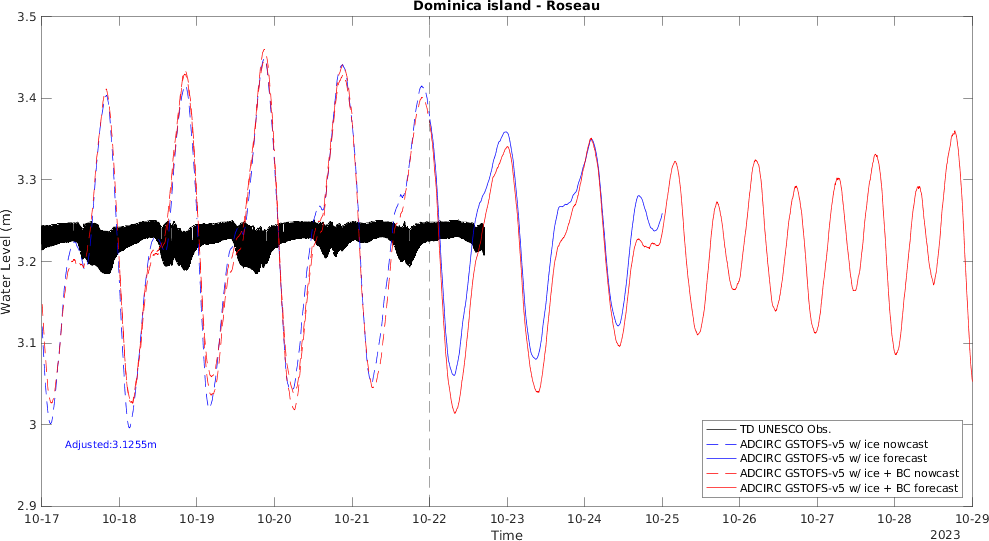 Dominica island - Roseau
3.5
3.4
3.3
3.2
3.1
3
2.9
Water Level (m)
Adjusted:3.1255m
TD UNESCO Obs.
ADCIRC GSTOFS-v5 w/ ice nowcast
ADCIRC GSTOFS-v5 w/ ice forecast
ADCIRC GSTOFS-v5 w/ ice + BC nowcast
ADCIRC GSTOFS-v5 w/ ice + BC forecast
10-17 10-18 10-19 10-20 10-21 10-22 10-23 10-24 10-25 10-26 10-27 10-28 10-29
Time
2023